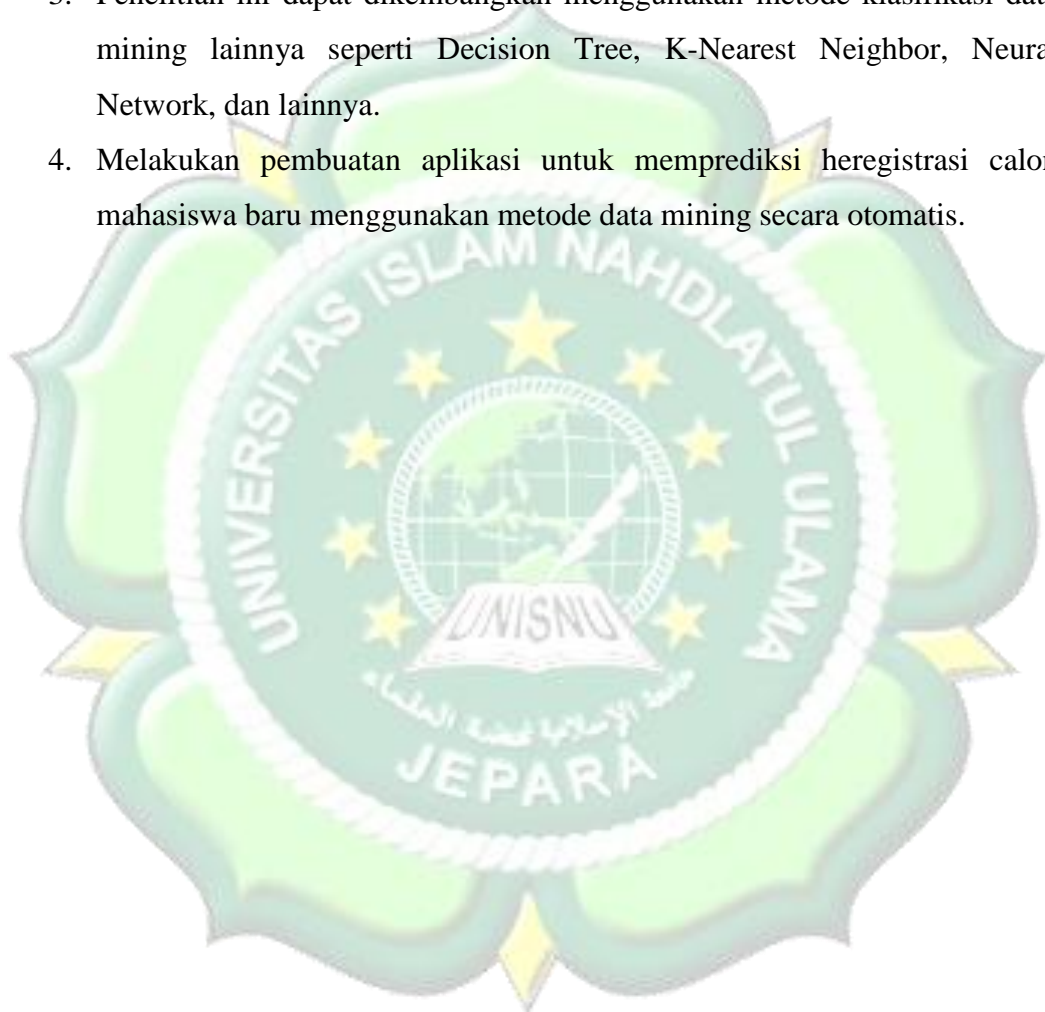 3. Penelitian ini dapat dikembangkan menggunakan metode klasifikasi dat
mining lainnya seperti Decision Tree, K-Nearest Neighbor, Neura
Network, dan lainnya.
4. Melakukan pembuatan aplikasi untuk memprediksi heregistrasi calo
mahasiswa baru menggunakan metode data mining secara otomatis.
UNIVERSITAS ISLAM NAHDLATUL ULAMA
UNISNU
JEPARA